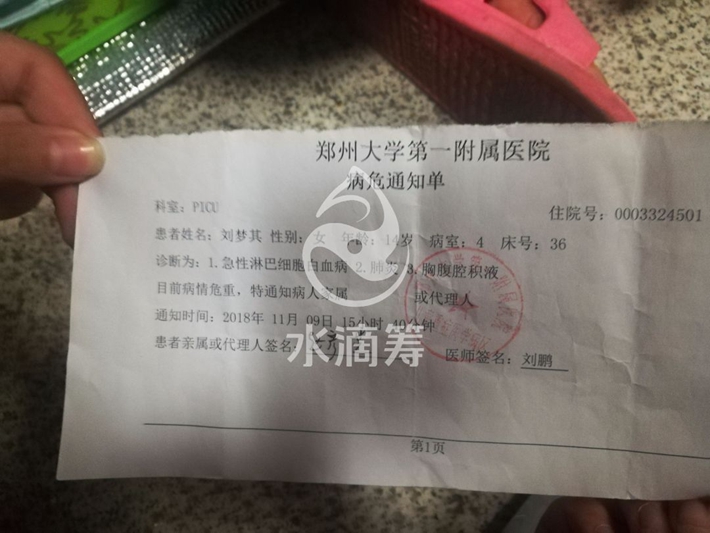 郑州大学第一附属医院
病危通知单
科室：PICU
住院号：0003324501
患者姓名：刘梦其 性别：女 年龄：14岁 病室：4 床号：36
诊断为：1.急性淋巴细胞白血病 2.肺炎 3.胸腹腔积液
目前病情危重，特通知病人家属 或代理人
通知时间：2018年 11月 09日 15小时 40分钟
患者亲属或代理人签名：
医师签名：刘鹏
水滴筹
第1页